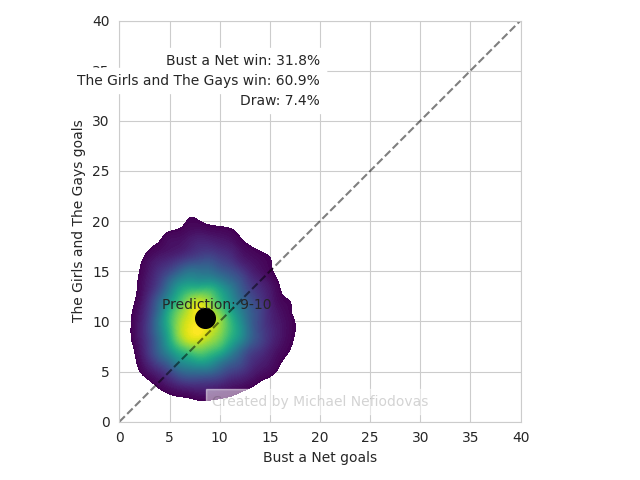 40
35
30
25
20
15
10
5
0
The Girls and The Gays goals
Bust a Net win: 31.8%
The Girls and The Gays win: 60.9%
Draw: 7.4%
Prediction: 9-10
Created by Michael Nefiodovas
0 5 10 15 20 25 30 35 40
Bust a Net goals